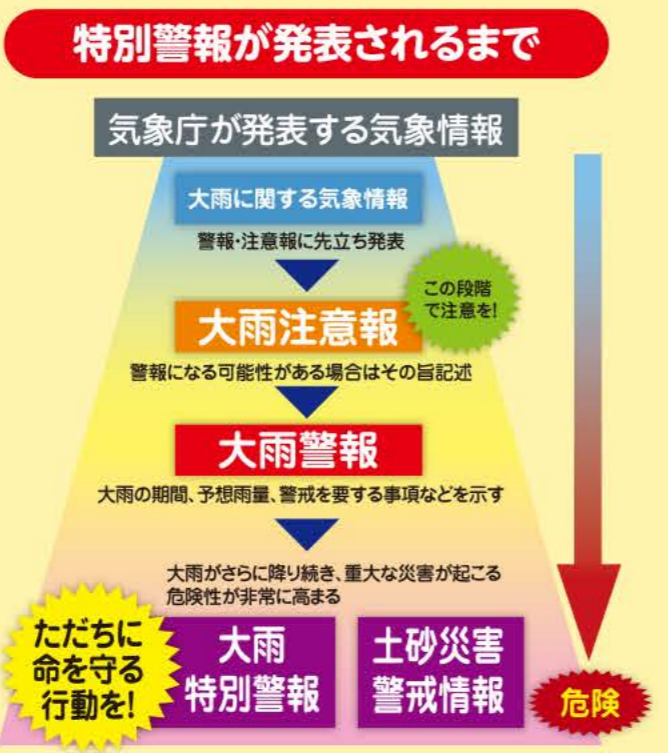 特別警報が発表されるまで
気象庁が発表する気象情報
大雨に関する気象情報
警報・注意報に先立ち発表
この段階
で注意を!
大雨注意報
警報になる可能性がある場合はその旨記述
大雨警報
大雨の期間、予想雨量、警戒を要する事項などを示す
大雨がさらに降り続き、重大な災害が起こる
危険性が非常に高まる
ただちに
命を守る
行動を!
大雨
特別警報
土砂災害
警戒情報
危険